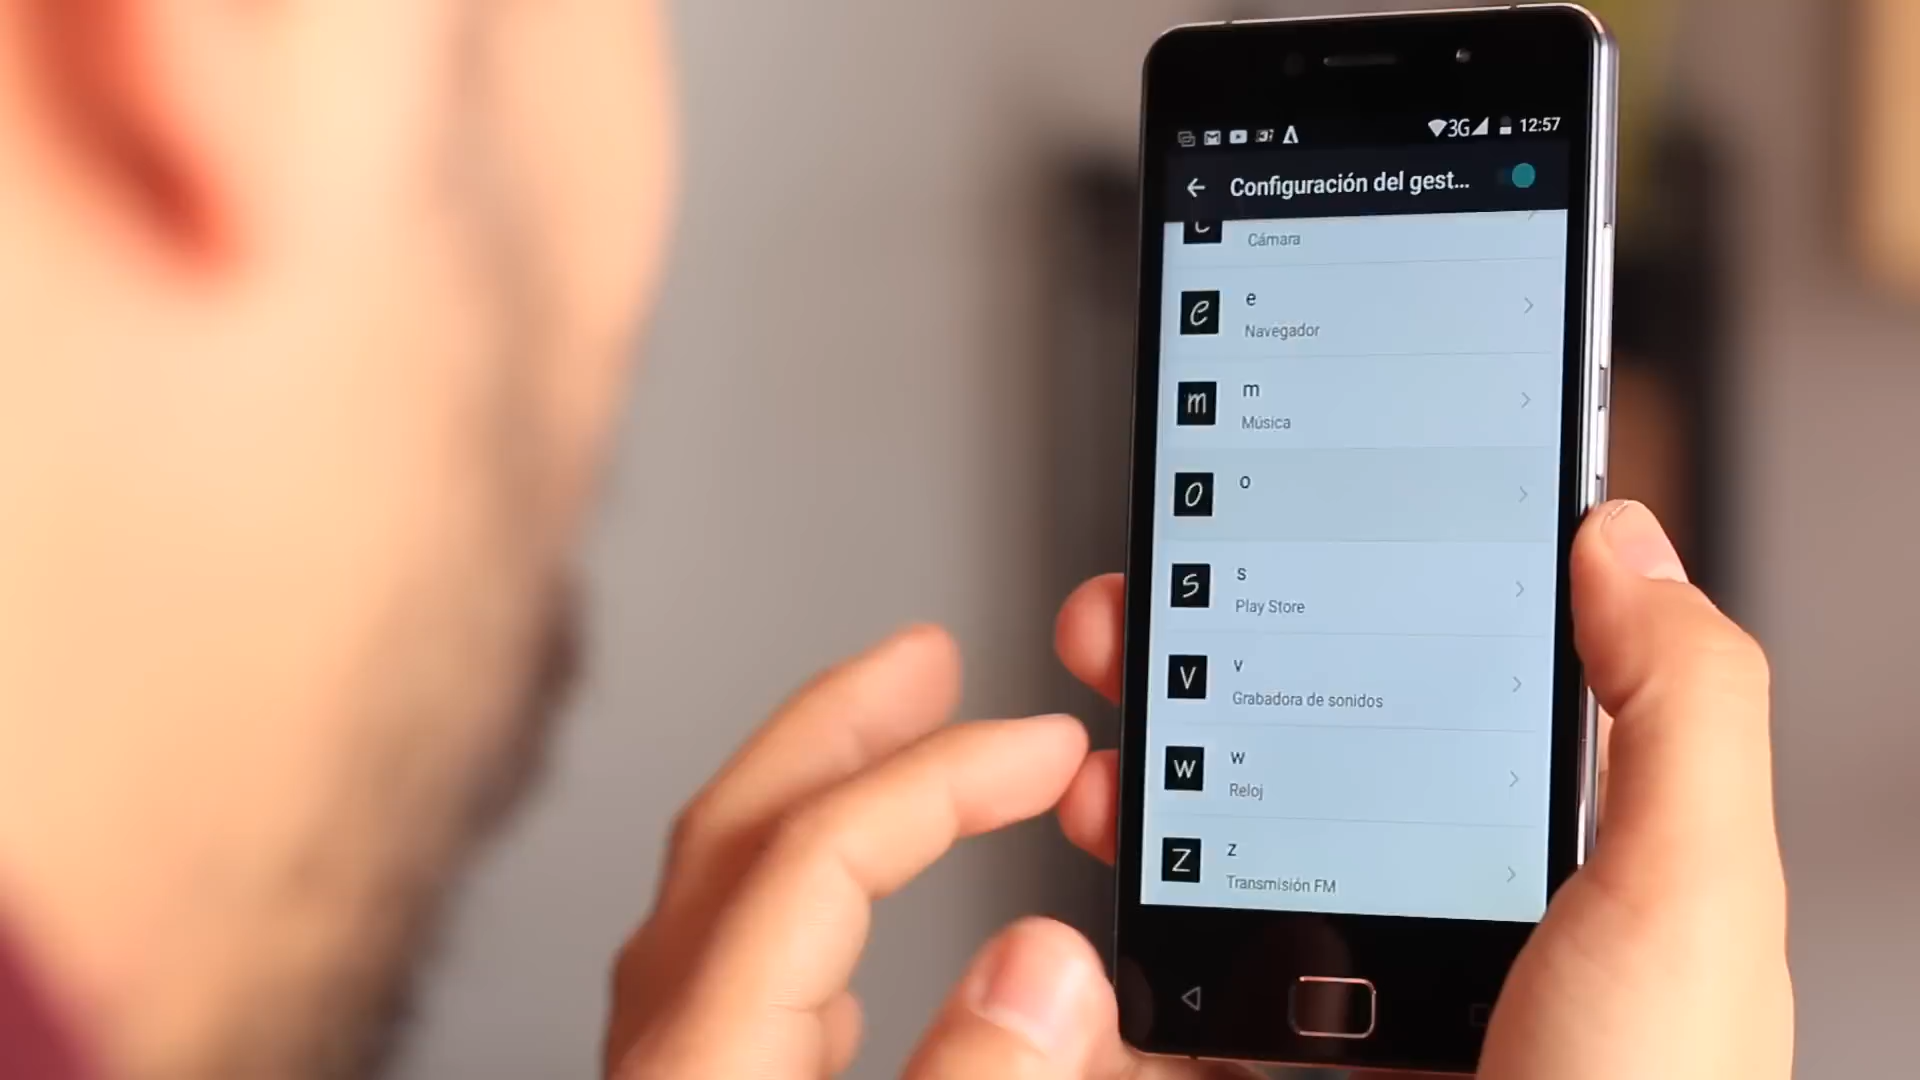 3G 12:57
Configuración del gest...
Cámara
e
e
Navegador
m
m
Música
o
o
s
S
Play Store
v
V
Grabadora de sonidos
w
W
Reloj
z
Z
Transmisión FM